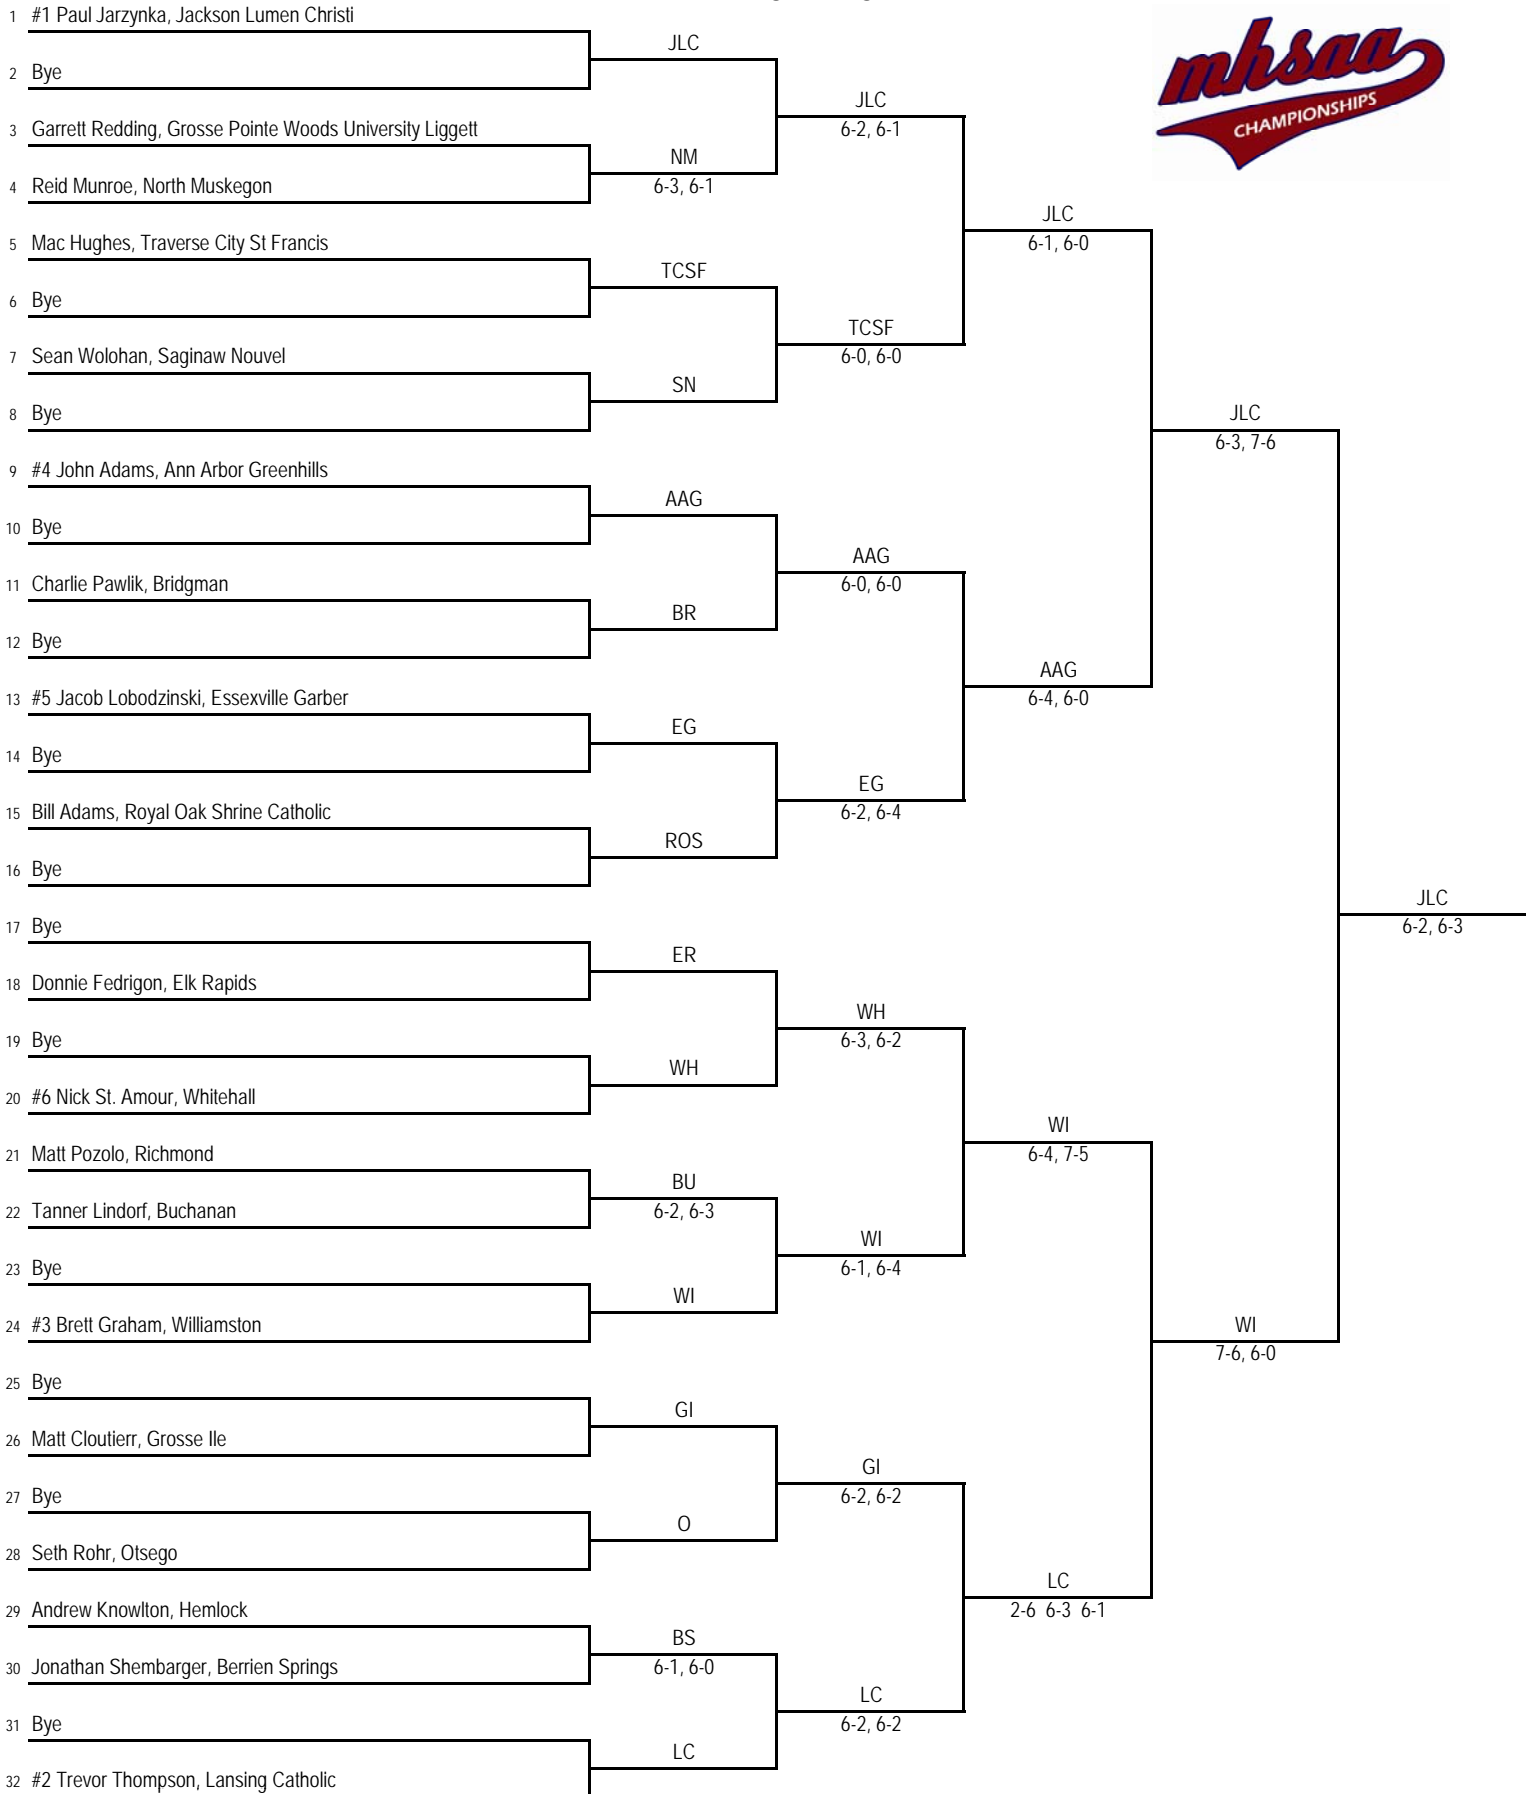 mhsaa
CHAMPIONSHIPS
1 #1 Paul Jarzynka, Jackson Lumen Christi
JLC
2 Bye
JLC
6-2, 6-1
3 Garrett Redding, Grosse Pointe Woods University Liggett
NM
6-3, 6-1
4 Reid Munroe, North Muskegon
JLC
6-1, 6-0
5 Mac Hughes, Traverse City St Francis
TCSF
6 Bye
TCSF
6-0, 6-0
7 Sean Wolohan, Saginaw Nouvel
SN
8 Bye
JLC
6-3, 7-6
9 #4 John Adams, Ann Arbor Greenhills
AAG
10 Bye
AAG
6-0, 6-0
11 Charlie Pawlik, Bridgman
BR
12 Bye
AAG
6-4, 6-0
13 #5 Jacob Lobodzinski, Essexville Garber
EG
14 Bye
EG
6-2, 6-4
15 Bill Adams, Royal Oak Shrine Catholic
ROS
16 Bye
JLC
6-2, 6-3
17 Bye
ER
18 Donnie Fedrigon, Elk Rapids
WH
6-3, 6-2
19 Bye
WH
20 #6 Nick St. Amour, Whitehall
WI
6-4, 7-5
21 Matt Pozolo, Richmond
BU
6-2, 6-3
22 Tanner Lindorf, Buchanan
WI
6-1, 6-4
23 Bye
WI
24 #3 Brett Graham, Williamston
WI
7-6, 6-0
25 Bye
GI
26 Matt Cloutierr, Grosse Ile
GI
6-2, 6-2
27 Bye
O
28 Seth Rohr, Otsego
LC
2-6 6-3 6-1
29 Andrew Knowlton, Hemlock
BS
6-1, 6-0
30 Jonathan Shembarger, Berrien Springs
LC
6-2, 6-2
31 Bye
LC
32 #2 Trevor Thompson, Lansing Catholic